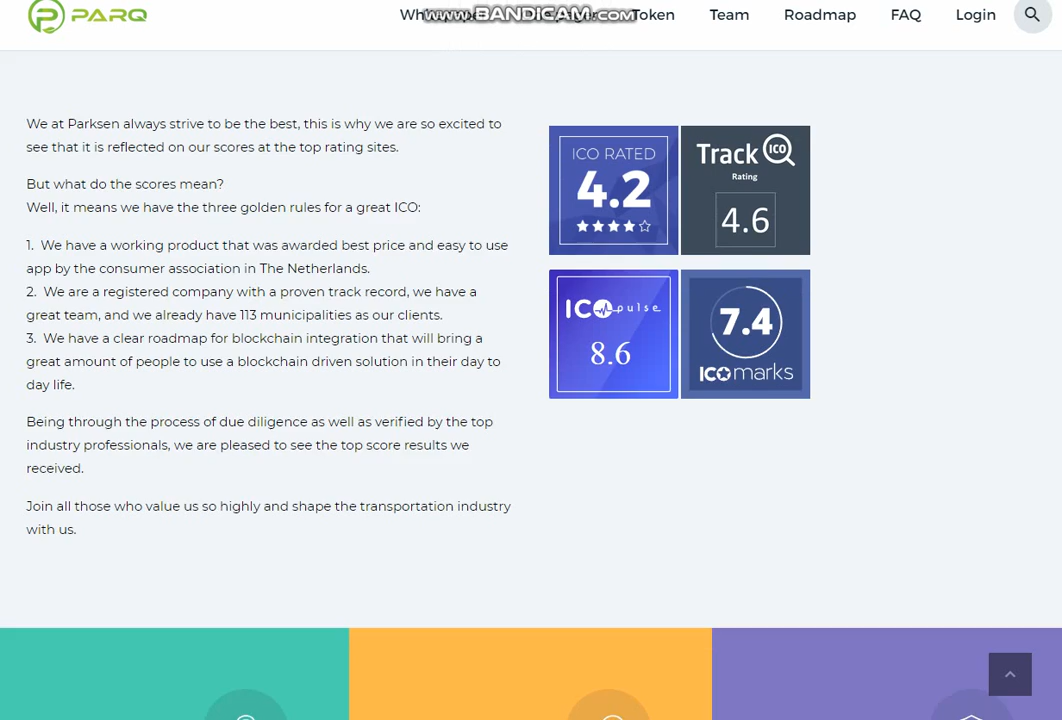 PARQ
www.BANDICAM.com
Token
Team
Roadmap
FAQ
Login
We at Parksen always strive to be the best, this is why we are so excited to
see that it is reflected on our scores at the top rating sites.
But what do the scores mean?
Well, it means we have the three golden rules for a great ICO:
1. We have a working product that was awarded best price and easy to use
app by the consumer association in The Netherlands.
2. We are a registered company with a proven track record, we have a
great team, and we already have 113 municipalities as our clients.
3. We have a clear roadmap for blockchain integration that will bring a
great amount of people to use a blockchain driven solution in their day to
day life.
Being through the process of due diligence as well as verified by the top
industry professionals, we are pleased to see the top score results we
received.
Join all those who value us so highly and shape the transportation industry
with us.
ICO RATED
4.2
Track ICO
Rating
4.6
ICO pulse
8.6
7.4
ICO marks